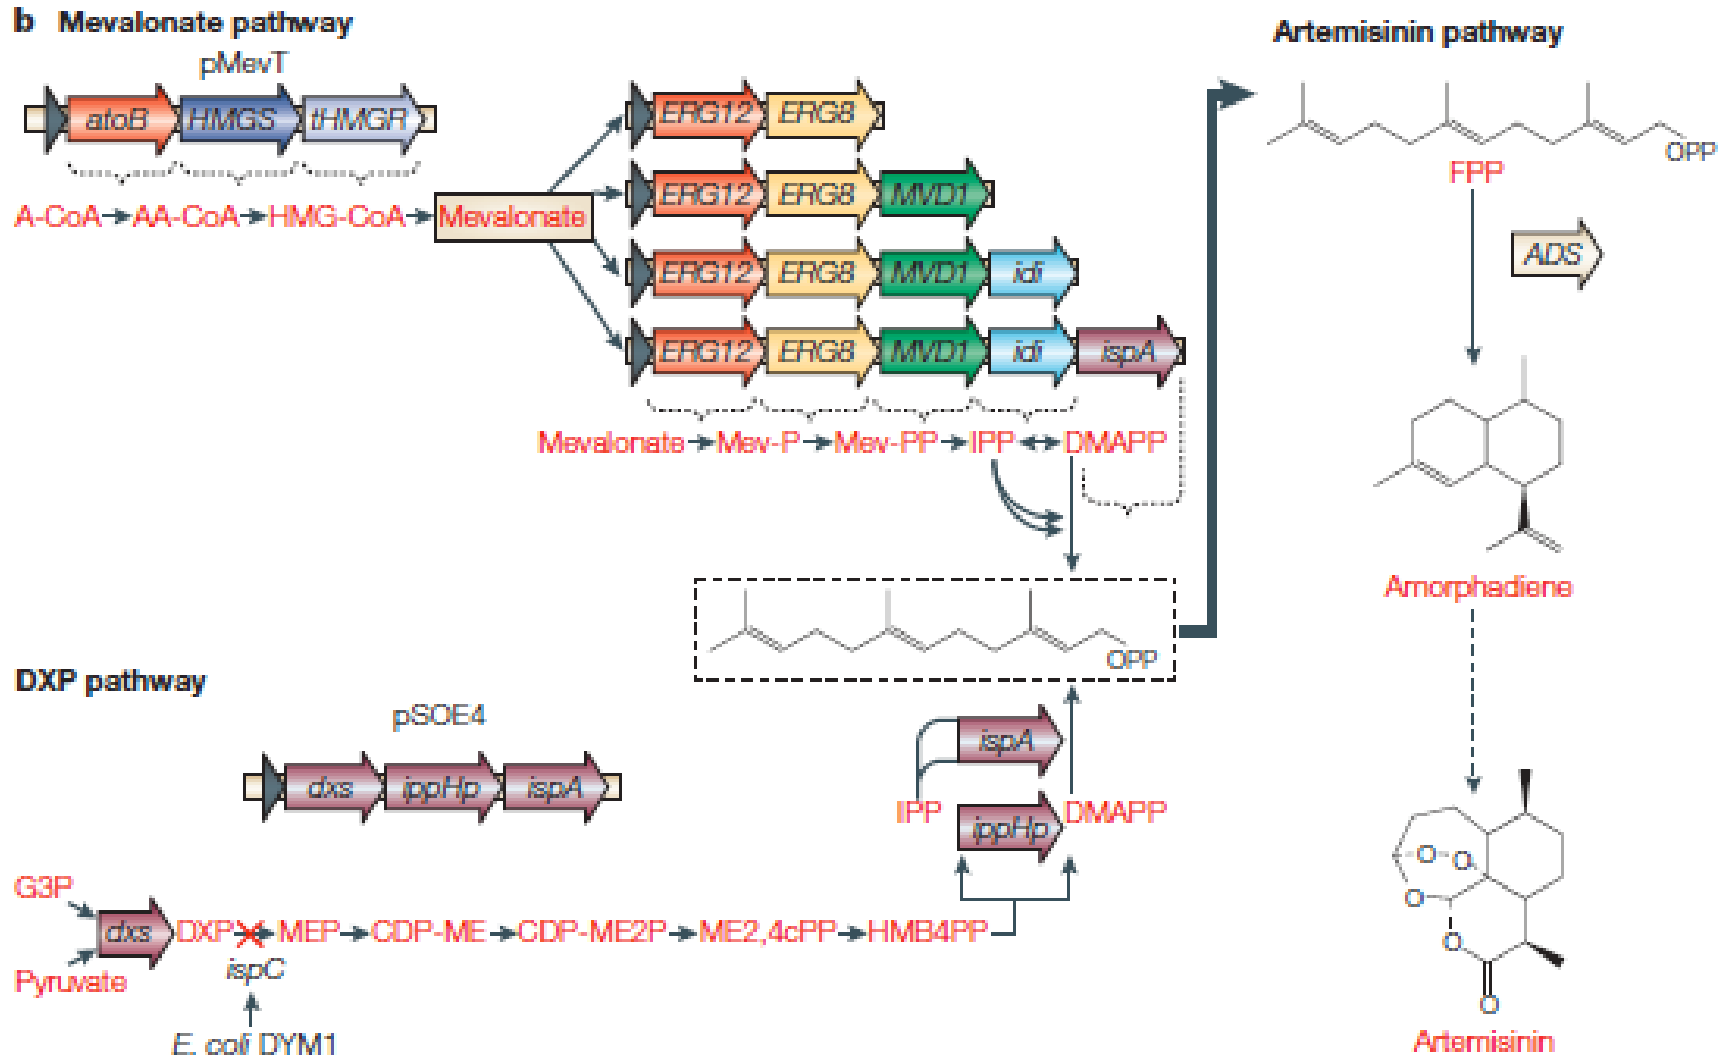 b Mevalonate pathway
pMevT
atoB HMGS tHMGR
A-CoA AA-CoA HMG-CoA Mevalonate
ERG12 ERG8
ERG12 ERG8 MVD1
ERG12 ERG8 MVD1 idi
ERG12 ERG8 MVD1 idi ispA
Mevalonate Mev-P Mev-PP IPP DMAPP
OPP
DXP pathway
pSOE4
dxs ippHp ispA
ispA
IPP ippHp DMAPP
G3P
Pyruvate
dxs DXP MEP CDP-ME CDP-ME2P ME2,4cPP HMB4PP
ispC
E. coli DYM1
Artemisinin pathway
OPP
FPP
ADS
Amorphadiene
O O
O
O
O
Artemisinin